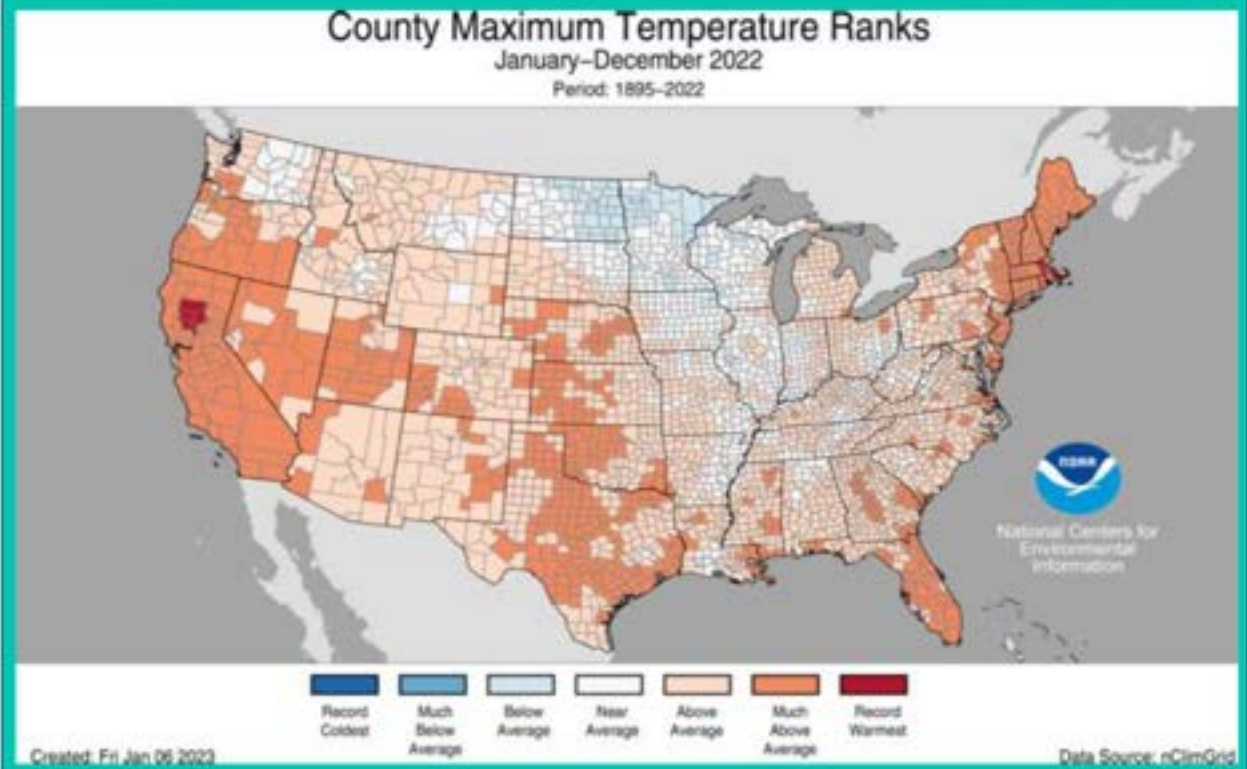 County Maximum Temperature Ranks
January–December 2022
Period: 1895–2022
noaa
National Centers for
Environmental
Information
Record
Coldest
Much
Below
Average
Below
Average
Near
Average
Above
Average
Much
Above
Average
Record
Warmest
Created: Fri Jan 06 2023
Data Source: nClimGrid